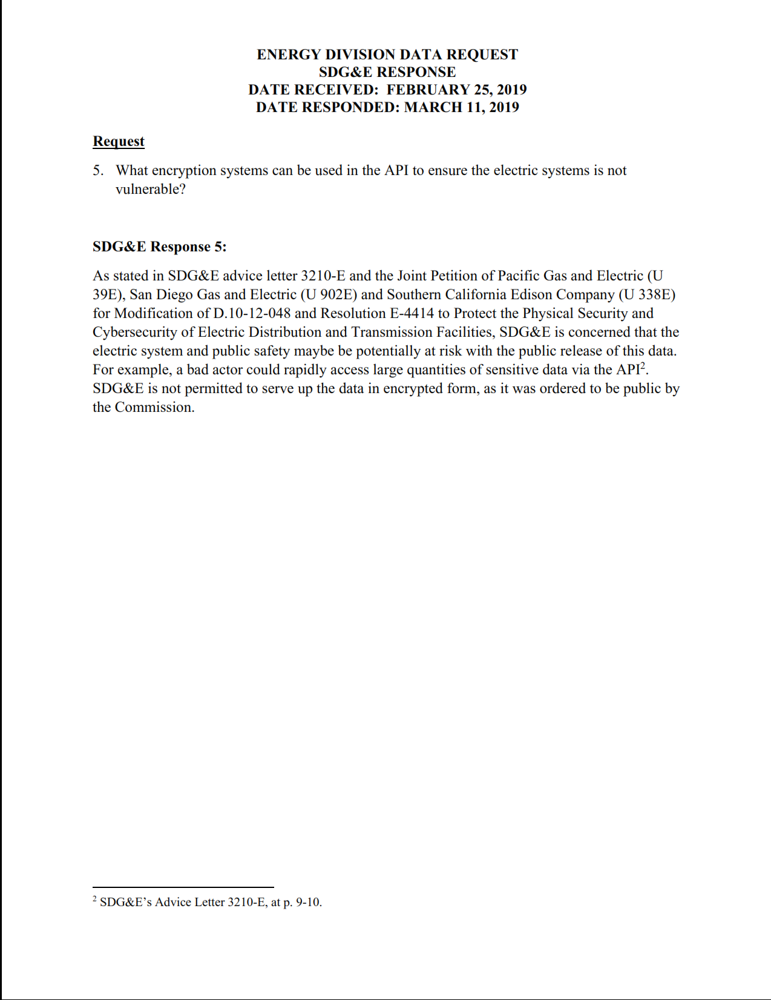 ENERGY DIVISION DATA REQUEST
SDG&E RESPONSE
DATE RECEIVED:  FEBRUARY 25, 2019
DATE RESPONDED: MARCH 11, 2019
Request
5. What encryption systems can be used in the API to ensure the electric systems is not
vulnerable?
SDG&E Response 5:
As stated in SDG&E advice letter 3210-E and the Joint Petition of Pacific Gas and Electric (U
39E), San Diego Gas and Electric (U 902E) and Southern California Edison Company (U 338E)
for Modification of D.10-12-048 and Resolution E-4414 to Protect the Physical Security and
Cybersecurity of Electric Distribution and Transmission Facilities, SDG&E is concerned that the
electric system and public safety maybe be potentially at risk with the public release of this data.
For example, a bad actor could rapidly access large quantities of sensitive data via the API².
SDG&E is not permitted to serve up the data in encrypted form, as it was ordered to be public by
the Commission.
² SDG&E’s Advice Letter 3210-E, at p. 9-10.